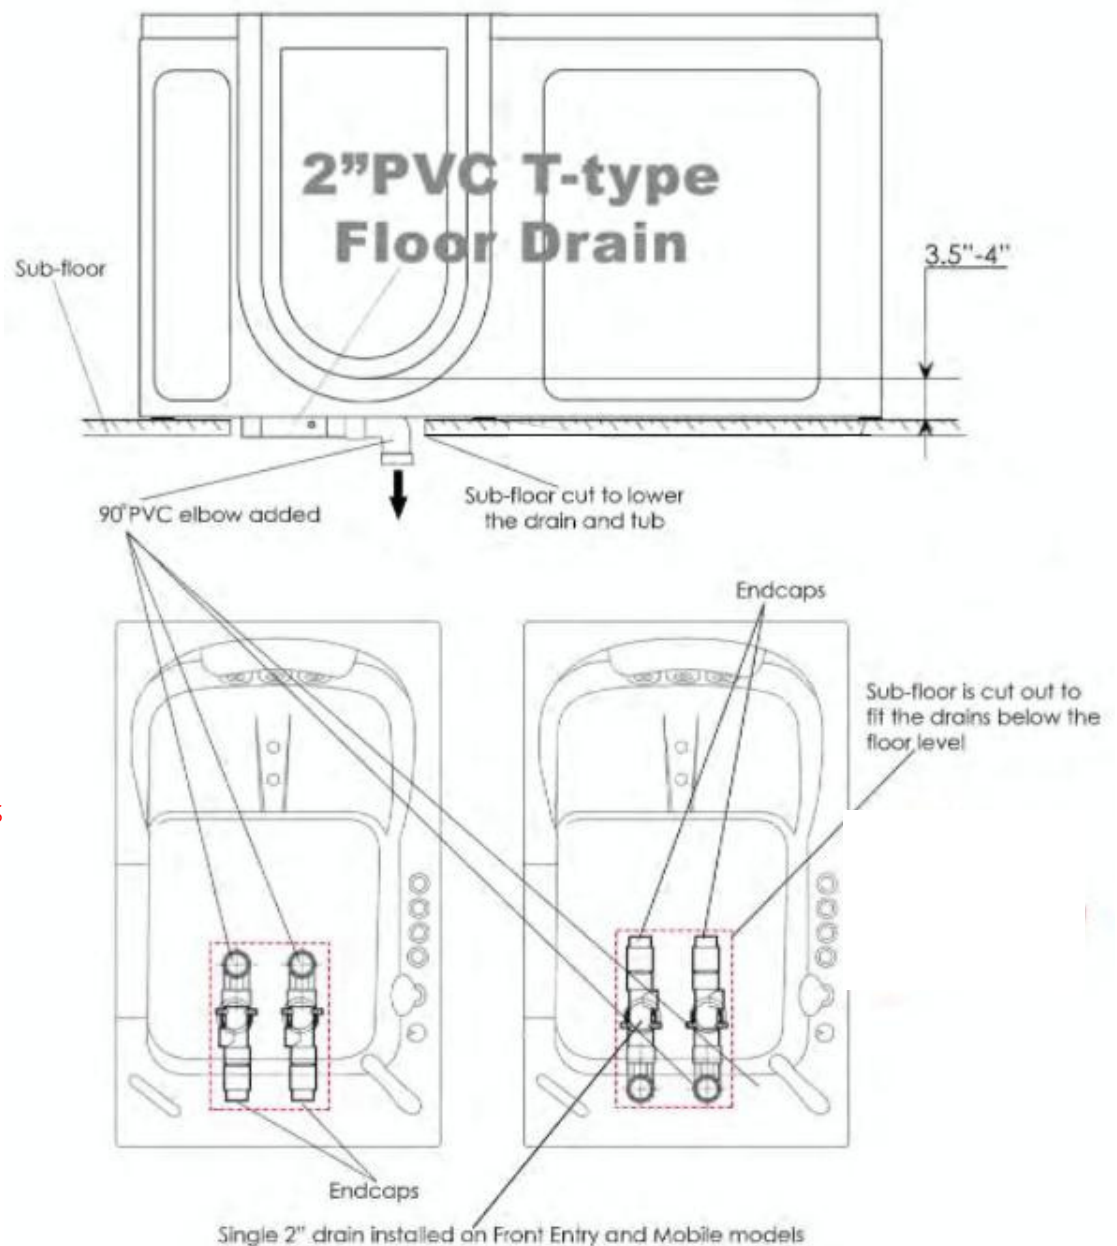 2”PVC T-type
Floor Drain
Sub-floor
3.5”-4”
90°PVC elbow added
Sub-floor cut to lower
the drain and tub
Endcaps
Sub-floor is cut out to
fit the drains below the
floor level
Endcaps
Single 2” drain installed on Front Entry and Mobile models